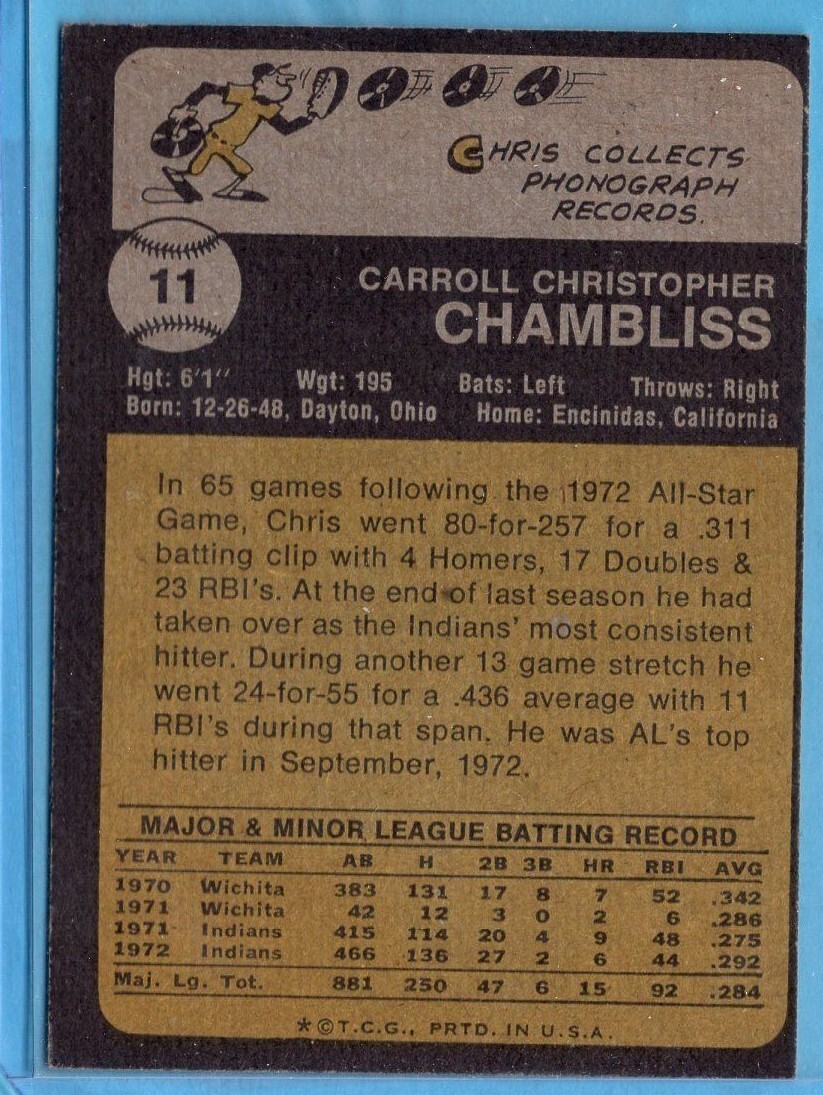 CHRIS COLLECTS
PHONOGRAPH
RECORDS.
11
CARROLL CHRISTOPHER
CHAMBLISS
Hgt: 6'1" Wgt: 195 Bats: Left Throws: Right
Born: 12-26-48, Dayton, Ohio Home: Encinidas, California
In 65 games following the 1972 All-Star
Game, Chris went 80-for-257 for a .311
batting clip with 4 Homers, 17 Doubles &
23 RBI's. At the end of last season he had
taken over as the Indians' most consistent
hitter. During another 13 game stretch he
went 24-for-55 for a .436 average with 11
RBI's during that span. He was AL's top
hitter in September, 1972.
MAJOR & MINOR LEAGUE BATTING RECORD
YEAR TEAM AB H 2B 3B HR RBI AVG
1970 Wichita 383 131 17 8 7 52 .342
1971 Wichita 42 12 3 0 2 6 .286
1971 Indians 415 114 20 4 9 48 .275
1972 Indians 466 136 27 2 6 44 .292
Maj. Lg. Tot. 881 250 47 6 15 92 .284
*©T.C.G., PRTD. IN U.S.A.